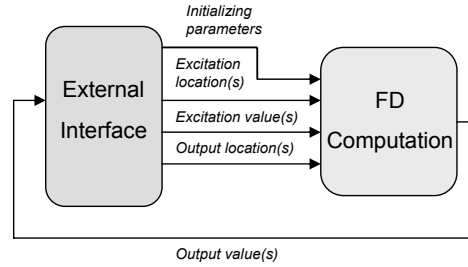 Initializing
parameters
Excitation
location(s)
External
Interface
Excitation value(s)
Output location(s)
FD
Computation
Output value(s)